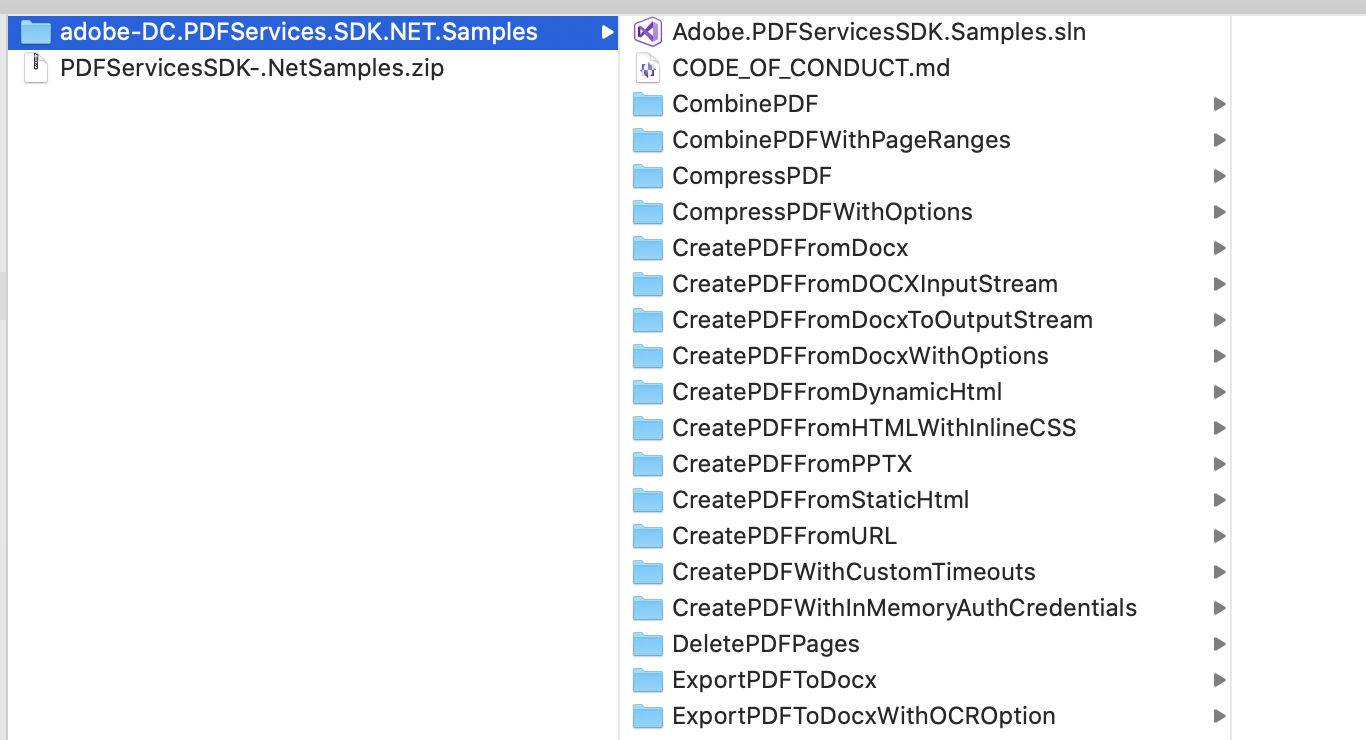 adobe-DC.PDFServices.SDK.NET.Samples
PDFServicesSDK-.NetSamples.zip
Adobe.PDFServicesSDK.Samples.sln
CODE_OF_CONDUCT.md
CombinePDF
CombinePDFWithPageRanges
CompressPDF
CompressPDFWithOptions
CreatePDFFromDocx
CreatePDFFromDOCXInputStream
CreatePDFFromDocxToOutputStream
CreatePDFFromDocxWithOptions
CreatePDFFromDynamicHtml
CreatePDFFromHTMLWithInlineCSS
CreatePDFFromPPTX
CreatePDFFromStaticHtml
CreatePDFFromURL
CreatePDFWithCustomTimeouts
CreatePDFWithInMemoryAuthCredentials
DeletePDFPages
ExportPDFToDocx
ExportPDFToDocxWithOCROption